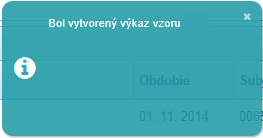 Bol vytvorený výkaz vzoru
Obdobie
01. 11. 2014